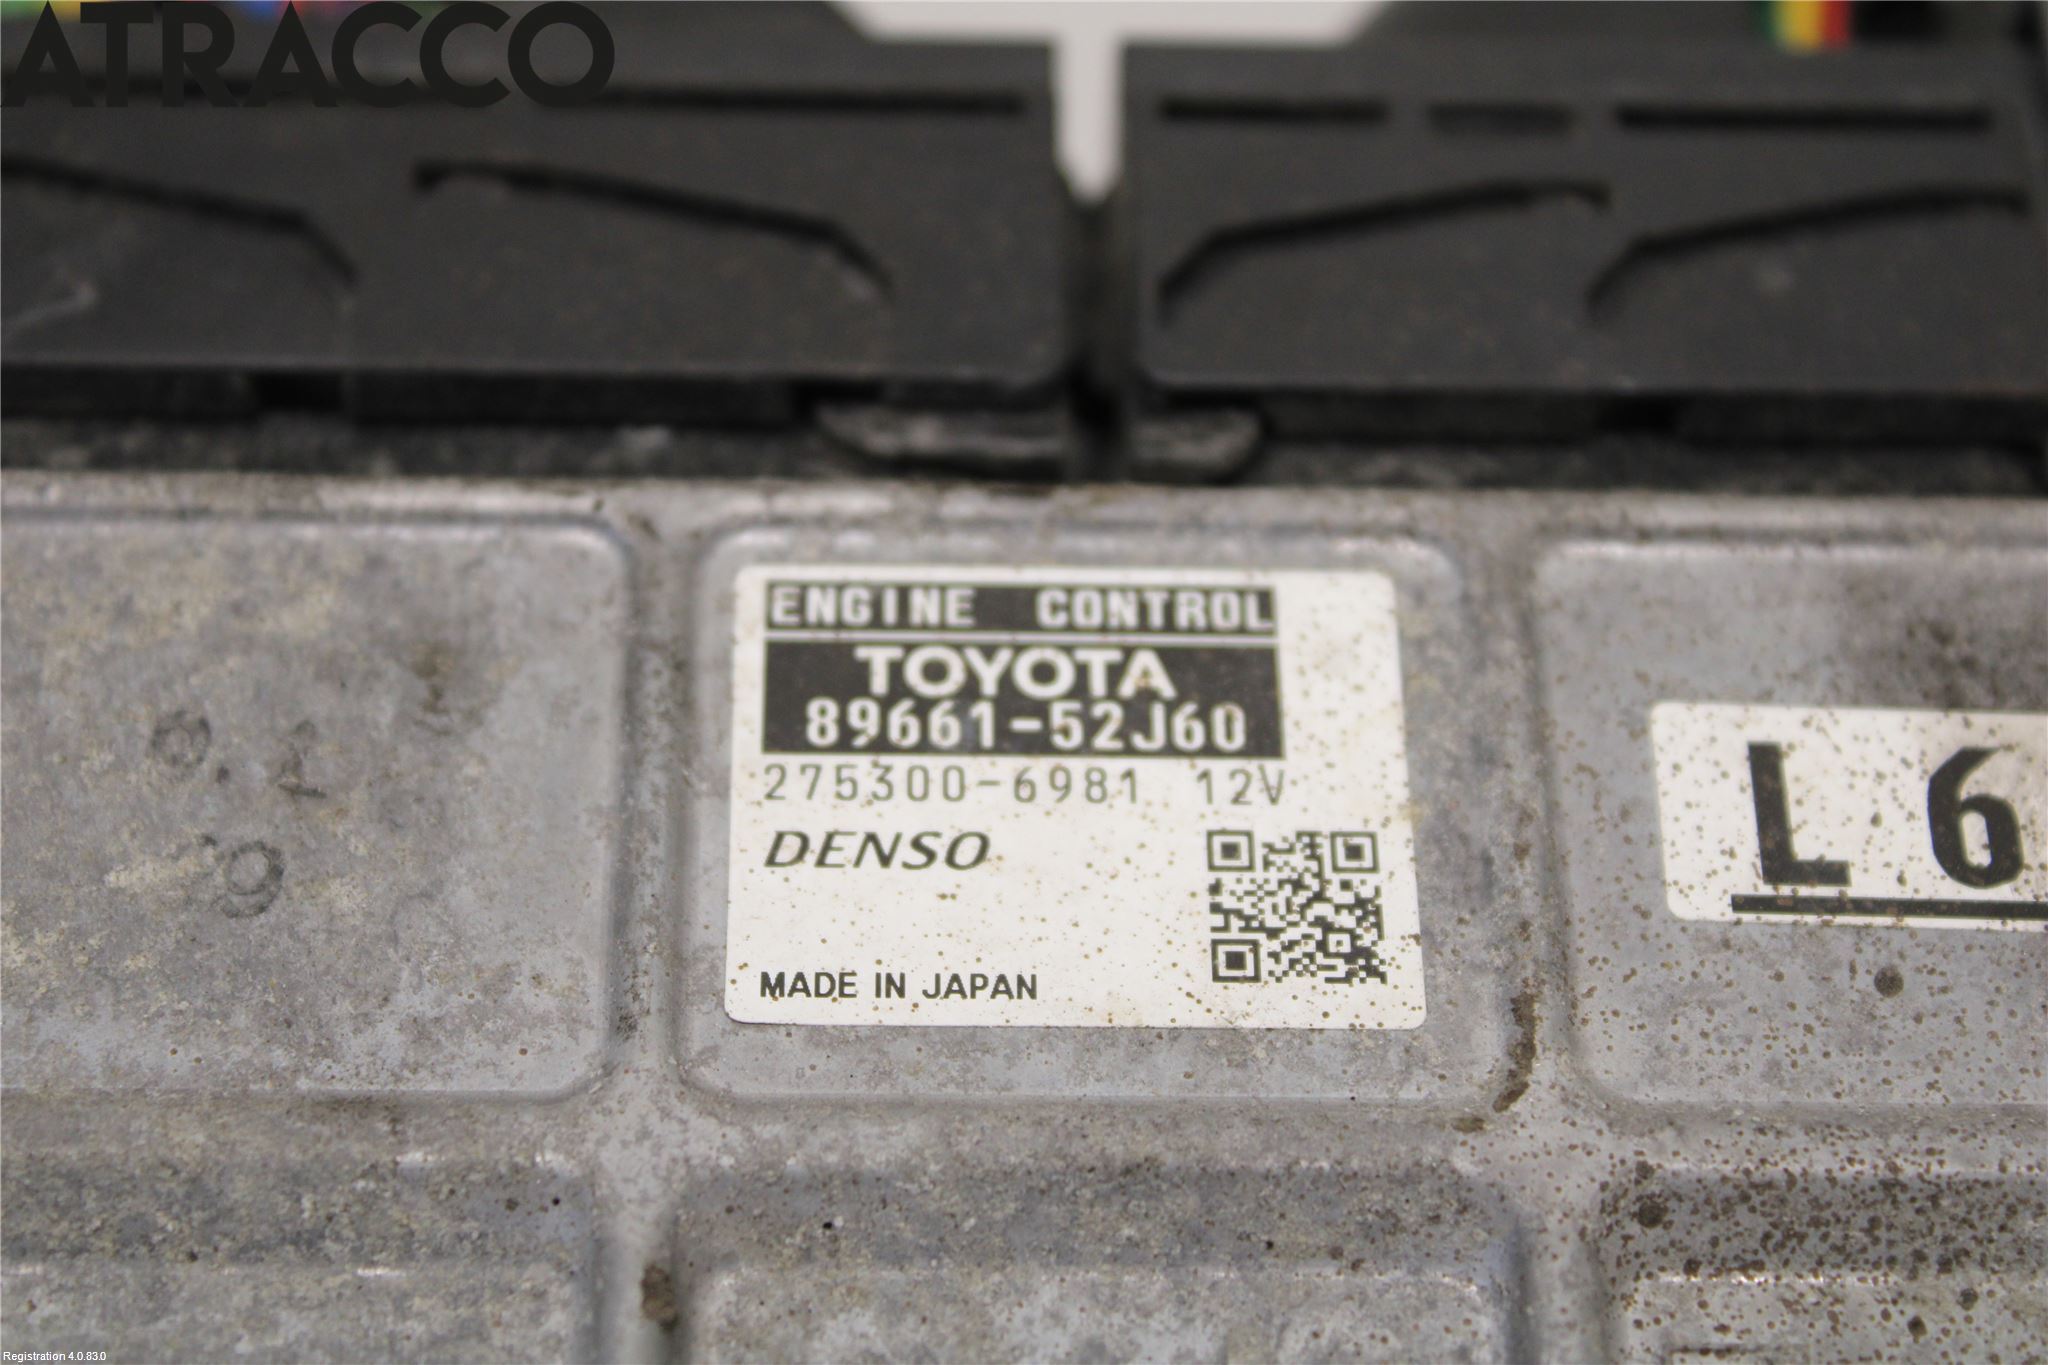 ATRACCO
ENGINE CONTROL
TOYOTA
89661-52J60
275300-6981 12V
DENSO
MADE IN JAPAN
L 6
Registration 4.0.83.0